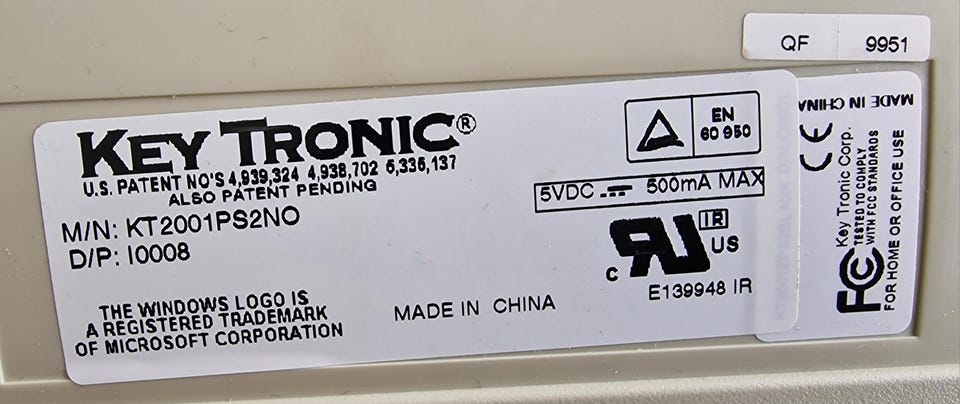 QF 9951
KEY TRONIC®
U.S. PATENT NO'S 4,939,324 4,938,702 5,335,137
ALSO PATENT PENDING
M/N: KT2001PS2NO
D/P: I0008
THE WINDOWS LOGO IS
A REGISTERED TRADEMARK
OF MICROSOFT CORPORATION
MADE IN CHINA
EN
60 950
5VDC 500mA MAX
c RU US
IR
E139948 IR
MADE IN CHINA
CE
FC
Key Tronic Corp.
TESTED TO COMPLY
WITH FCC STANDARDS
FOR HOME OR OFFICE USE